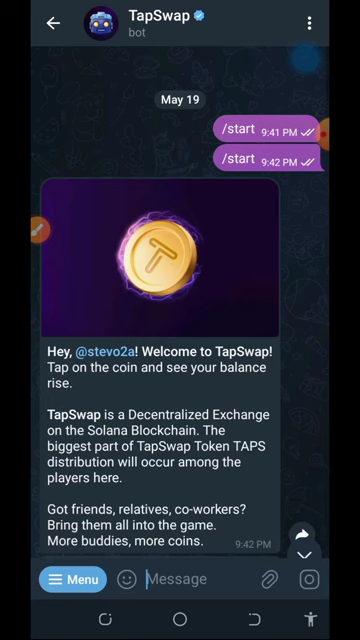 TapSwap
bot
May 19
/start 9:41 PM
/start 9:42 PM
Hey, @stevo2a! Welcome to TapSwap!
Tap on the coin and see your balance
rise.
TapSwap is a Decentralized Exchange
on the Solana Blockchain. The
biggest part of TapSwap Token TAPS
distribution will occur among the
players here.
Got friends, relatives, co-workers?
Bring them all into the game.
More buddies, more coins.
9:42 PM
Menu
Message